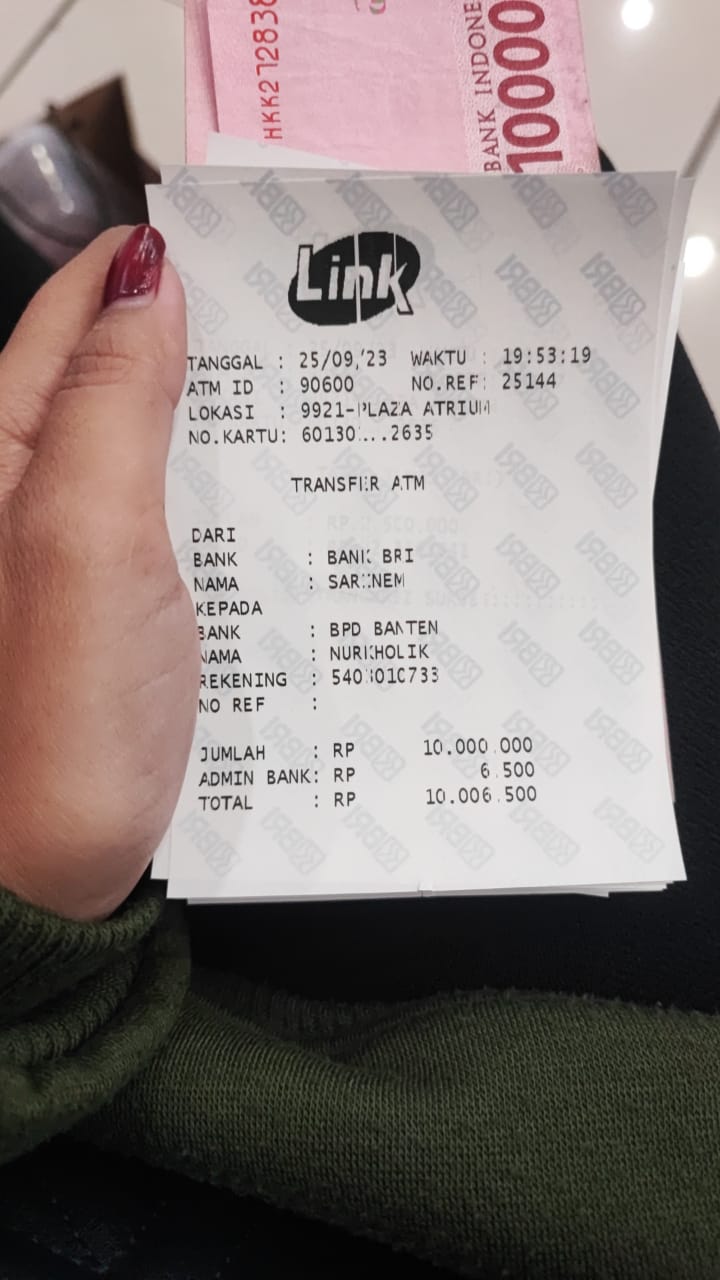 HKK272838
BANK INDONE
10000
Link
TANGGAL : 25/09,'23 WAKTU : 19:53:19
ATM ID : 90600 NO.REF: 25144
LOKASI : 9921-PLAZA ATRIUM
NO.KARTU: 60130...2635
TRANSFER ATM
DARI
BANK : BANK BRI
NAMA :
KEPADA
BANK : BPD BANTEN
NAMA : NURKHOLIK
REKENING :
NO REF :
JUMLAH : RP 10.000.000
ADMIN BANK: RP 6.500
TOTAL : RP 10.006.500